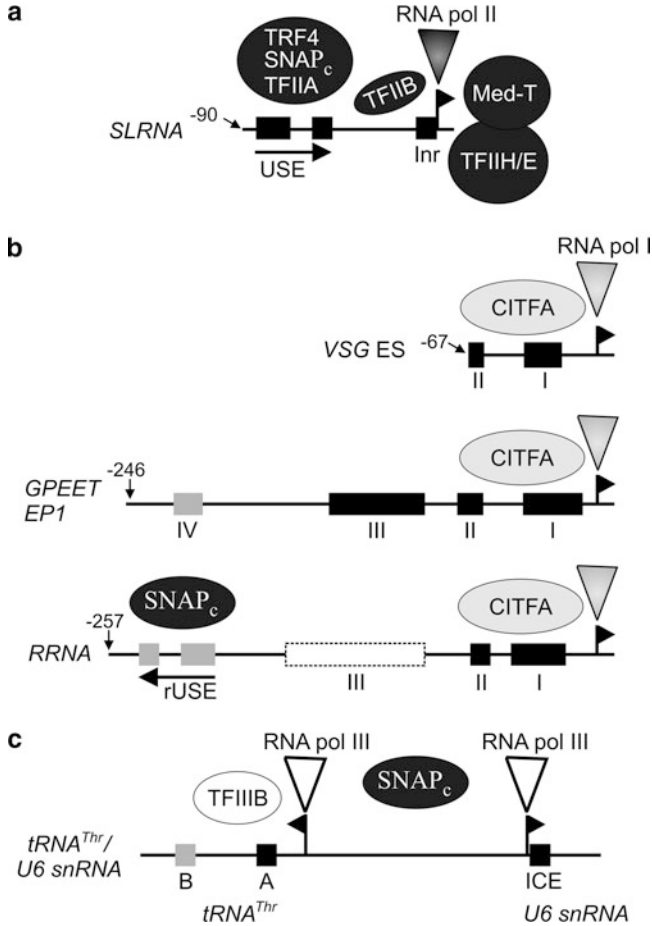 a
RNA pol II
TRF4
SNAPc
TFIIA
TFIIB
Med-T
-90
SLRNA
USE
Inr
TFIIH/E
b
RNA pol I
CITFA
VSG ES
-67
II I
CITFA
-246
GPEET
EP1
IV III II I
SNAPc
CITFA
-257
RRNA
rUSE
III II I
c
RNA pol III RNA pol III
TFIIIB
SNAPc
tRNAThr/
U6 snRNA
B A ICE
tRNAThr U6 snRNA